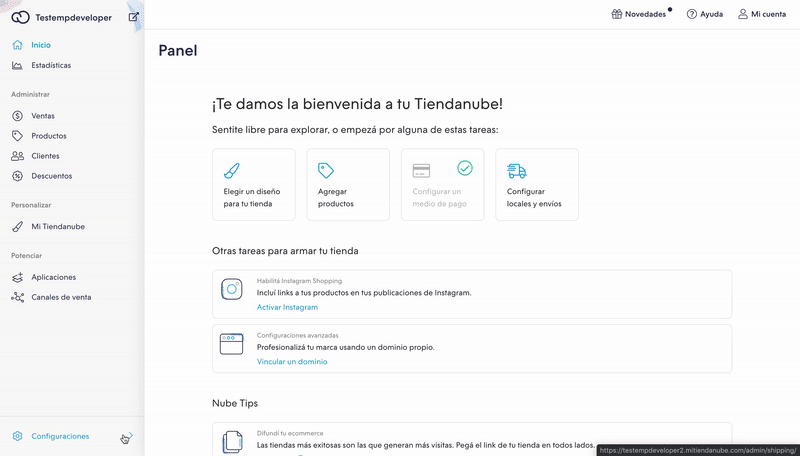 Testempdeveloper
Novedades
Ayuda
Mi cuenta
Inicio
Estadísticas
Administrar
Ventas
Productos
Clientes
Descuentos
Personalizar
Mi Tiendanube
Potenciar
Aplicaciones
Canales de venta
Configuraciones
Panel
¡Te damos la bienvenida a tu Tiendanube!
Sentite libre para explorar, o empezá por alguna de estas tareas:
Elegir un diseño
para tu tienda
Agregar
productos
Configurar un
medio de pago
Configurar
locales y envíos
Otras tareas para armar tu tienda
Habilitá Instagram Shopping
Incluí links a tus productos en tus publicaciones de Instagram.
Activar Instagram
Configuraciones avanzadas
Profesionalizá tu marca usando un dominio propio.
Vincular un dominio
Nube Tips
Difundí tu ecommerce
Las tiendas más exitosas son las que generan más visitas. Pegá el link de tu tienda en todos lados.
https://testempdeveloper2.mitiendanube.com/admin/shipping/